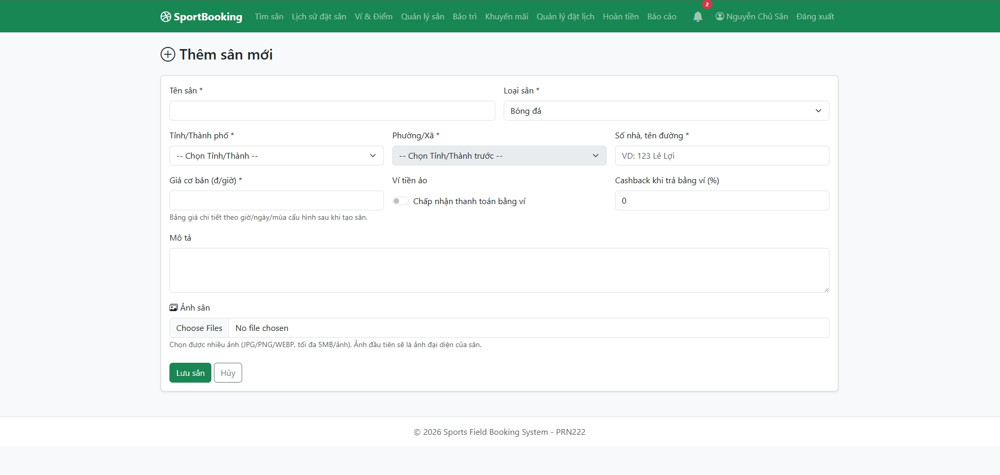 SportBooking Tìm sân Lịch sử đặt sân Ví & Điểm Quản lý sân Bảo trì Khuyến mãi Quản lý đặt lịch Hoàn tiền Báo cáo 2 Nguyễn Chủ Sân Đăng xuất
Thêm sân mới
Tên sân * Loại sân *
Bóng đá
Tỉnh/Thành phố * Phường/Xã * Số nhà, tên đường *
-- Chọn Tỉnh/Thành -- -- Chọn Tỉnh/Thành trước -- VD: 123 Lê Lợi
Giá cơ bản (đ/giờ) * Ví tiền ảo Cashback khi trả bằng ví (%)
Chấp nhận thanh toán bằng ví 0
Bảng giá chi tiết theo giờ/ngày/mùa cấu hình sau khi tạo sân.
Mô tả
Ảnh sân
Choose Files No file chosen
Chọn được nhiều ảnh (JPG/PNG/WEBP, tối đa 5MB/ảnh). Ảnh đầu tiên sẽ là ảnh đại diện của sân.
Lưu sân Hủy
© 2026 Sports Field Booking System - PRN222